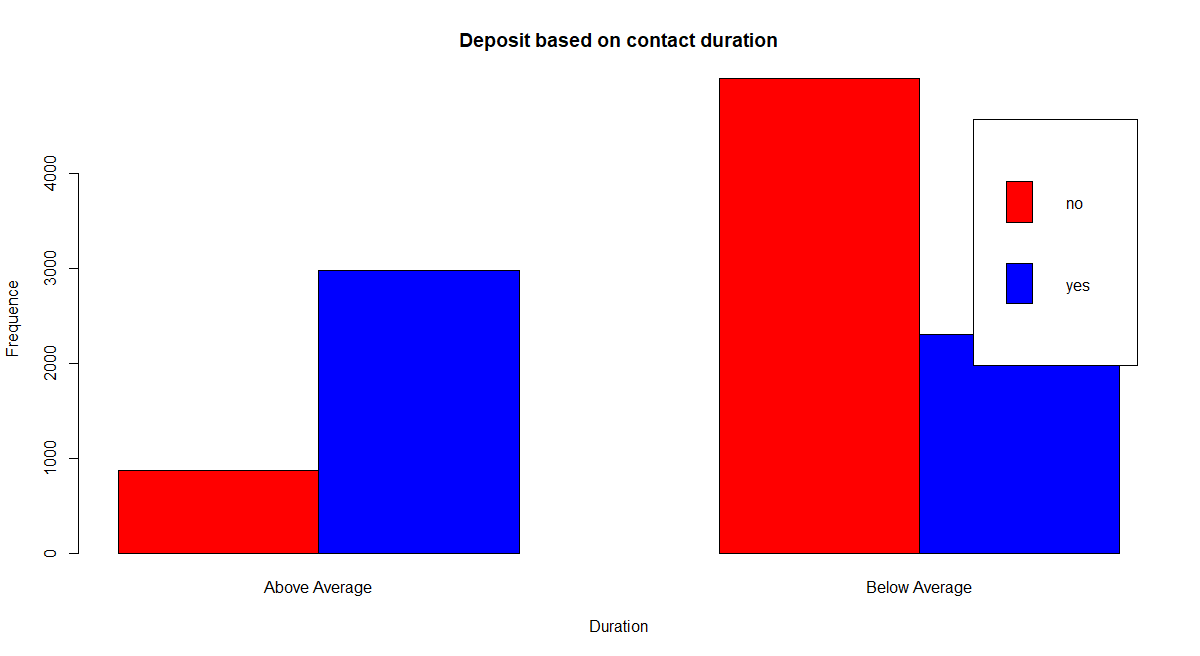 Deposit based on contact duration
Frequence
4000
3000
2000
1000
0
no
yes
Above Average
Below Average
Duration